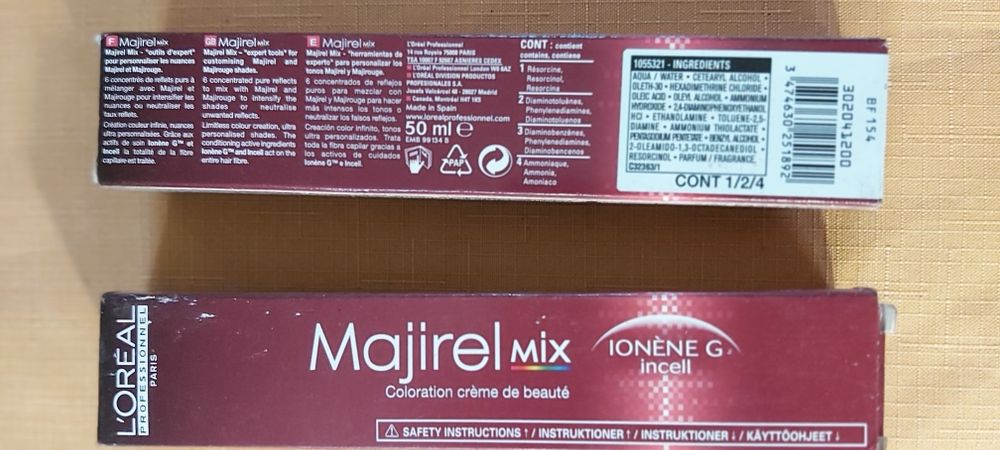 F Majirel MIX
Majirel Mix - "outils d'expert"
pour personnaliser les nuances
Majirel et Majirouge.
6 concentrés de reflets purs à
mélanger avec Majirel et
Majirouge pour intensifier les
nuances ou neutraliser les
faux reflets.
Création couleur infinie, nuances
ultra personnalisées. Grâce aux
actifs de soin Ionène G™ et
Incell la totalité de la fibre
capillaire est traitée.
GB Majirel MIX
Majirel Mix - "expert tools" for
customising Majirel and
Majirouge shades.
6 concentrated pure reflects
to mix with Majirel and
Majirouge to intensify the
shades or neutralise
unwanted reflects.
Limitless colour creation, ultra
personalised shades. The
conditioning active ingredients
Ionène G™ and Incell act on the
entire hair fibre.
E Majirel MIX
Majirel Mix - "herramientas de
experto" para personalizar los
tonos Majirel y Majirouge.
6 concentrados de reflejos
puros para mezclar con
Majirel y Majirouge para hacer
más intensos los tonos o
neutralizar los falsos reflejos.
Creación color infinito, tonos
ultra personalizados. Trata
toda la fibra capilar gracias a
los activos de cuidados
Ionène G™ e Incell.
L'Oréal Professionnel
14 rue Royale 75008 PARIS
TSA 10007 F 92667 ASNIERES CEDEX
L'Oréal Professionnel London W6 8AZ
L'ORÉAL DIVISION PRODUCTOS
PROFESIONALES S.A.
Josefa Valcárcel 48 - 28027 Madrid
Canada, Montréal H4T 1K5
www.lorealprofessionnel.com
Made in Spain
50 ml e
EMB 99134 B
PAP
CONT : contient
contains, contiene
1 Résorcine,
Resorcinol,
Resorcina
2 Diaminotoluènes,
Phenylenediamines,
Diaminotoluenos
3 Diaminobenzènes,
Phenylenediamines,
Diaminobencenos
4 Ammoniaque,
Ammonia,
Amoniaco
1055321 - INGREDIENTS
AQUA / WATER • CETEARYL ALCOHOL •
OLETH-30 • HEXADIMETHRINE CHLORIDE •
OLEIC ACID • OLEYL ALCOHOL • AMMONIUM
HYDROXIDE • 2,4-DIAMINOPHENOXYETHANOL
HCl • ETHANOLAMINE • TOLUENE-2,5-
DIAMINE • AMMONIUM THIOLACTATE •
PENTASODIUM PENTETATE • BENZYL ALCOHOL •
2-OLEAMIDO-1,3-OCTADECANEDIOL •
RESORCINOL • PARFUM / FRAGRANCE.
C32363/1
CONT 1/2/4
3 474630 251892
3D3D041200
BF 154
L'ORÉAL
PROFESSIONNEL
PARIS
Majirel MIX
Coloration crème de beauté
IONÈNE G
incell
SAFETY INSTRUCTIONS ↑ / INSTRUKTIONER ↑ / INSTRUKTIONER ↓ / KÄYTTÖOHJEET ↓